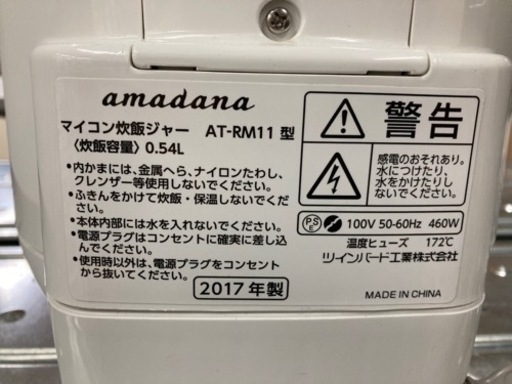 amadana
マイコン炊飯ジャー AT-RM11 型
〈炊飯容量〉0.54L
・内かまには、金属へら、ナイロンたわし、
クレンザー等使用しないでください。
・ふきんをかけて炊飯・保温しないでくだ
さい。
・本体内部には水を入れないでください。
・電源プラグはコンセントに確実に差し込
んでください。
・使用時以外は、電源プラグをコンセント
から抜いてください。
2017 年製
警告
感電のおそれあり。
水につけたり、
水をかけたりし
ないでください。
PS
E
100V 50-60Hz 460W
温度ヒューズ 172℃
ツインバード工業株式会社
MADE IN CHINA